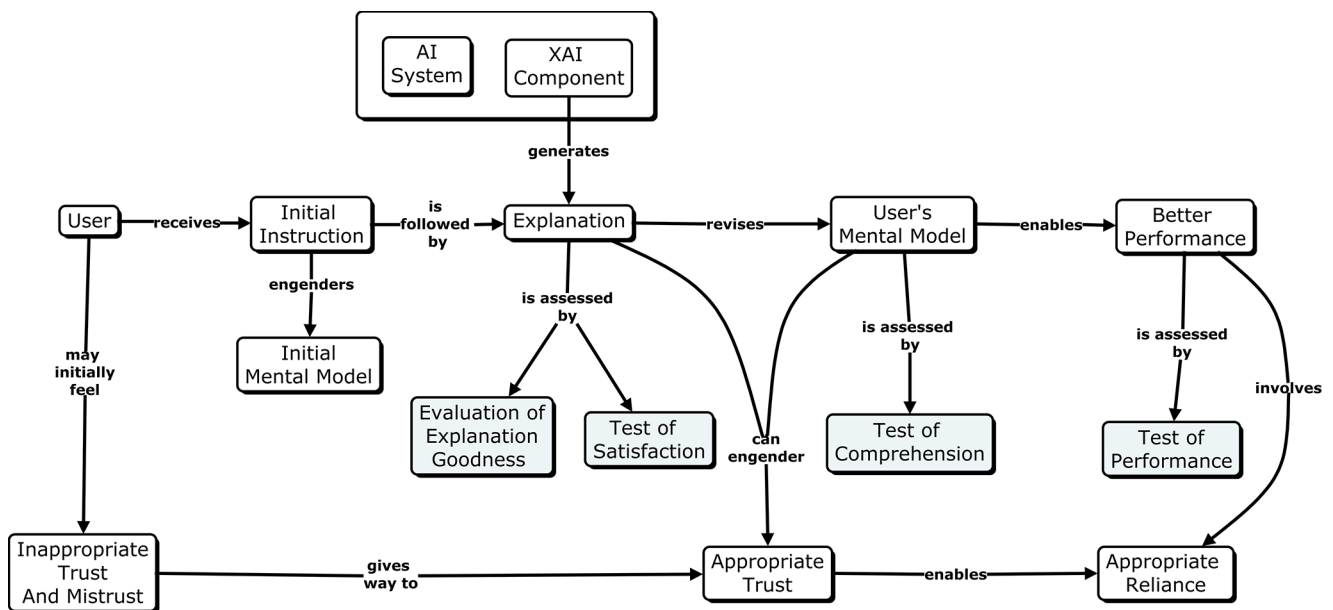 AI
System
XAI
Component
generates
User
receives
Initial
Instruction
is
followed
by
Explanation
revises
User's
Mental Model
enables
Better
Performance
engenders
Initial
Mental Model
is assessed
by
Evaluation of
Explanation
Goodness
Test of
Satisfaction
can
engender
is assessed
by
Test of
Comprehension
is assessed
by
Test of
Performance
involves
may
initially
feel
Inappropriate
Trust
And Mistrust
gives
way to
Appropriate
Trust
enables
Appropriate
Reliance